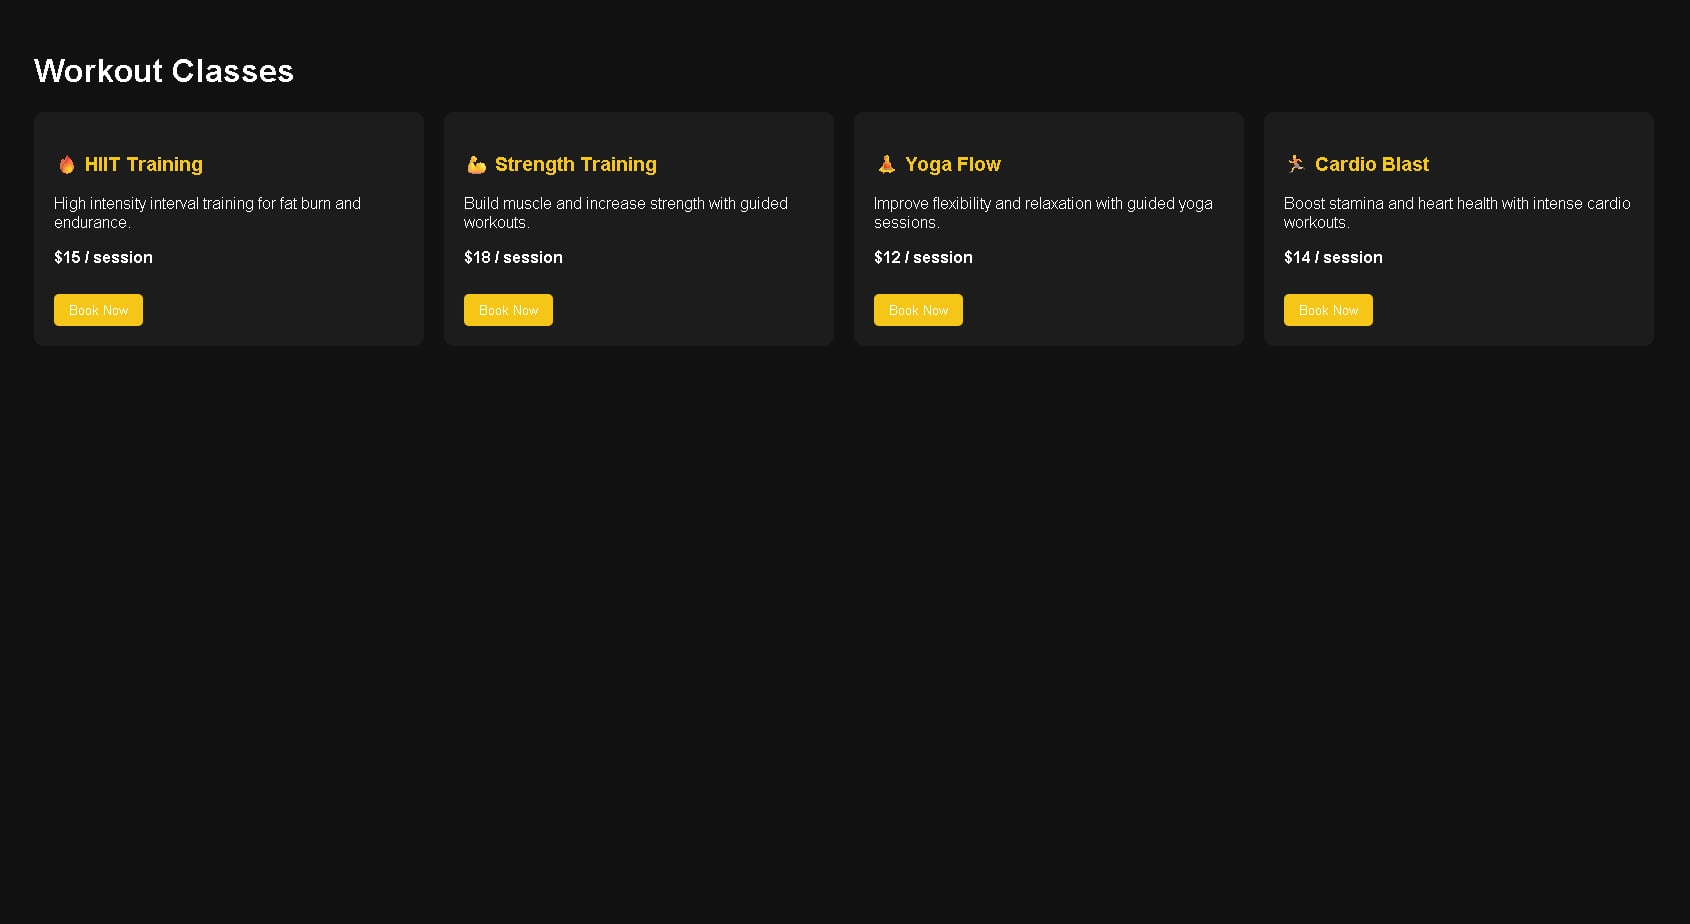 Workout Classes
🔥 HIIT Training
High intensity interval training for fat burn and
endurance.
$15 / session
Book Now
💪 Strength Training
Build muscle and increase strength with guided
workouts.
$18 / session
Book Now
🧘 Yoga Flow
Improve flexibility and relaxation with guided yoga
sessions.
$12 / session
Book Now
🏃 Cardio Blast
Boost stamina and heart health with intense cardio
workouts.
$14 / session
Book Now